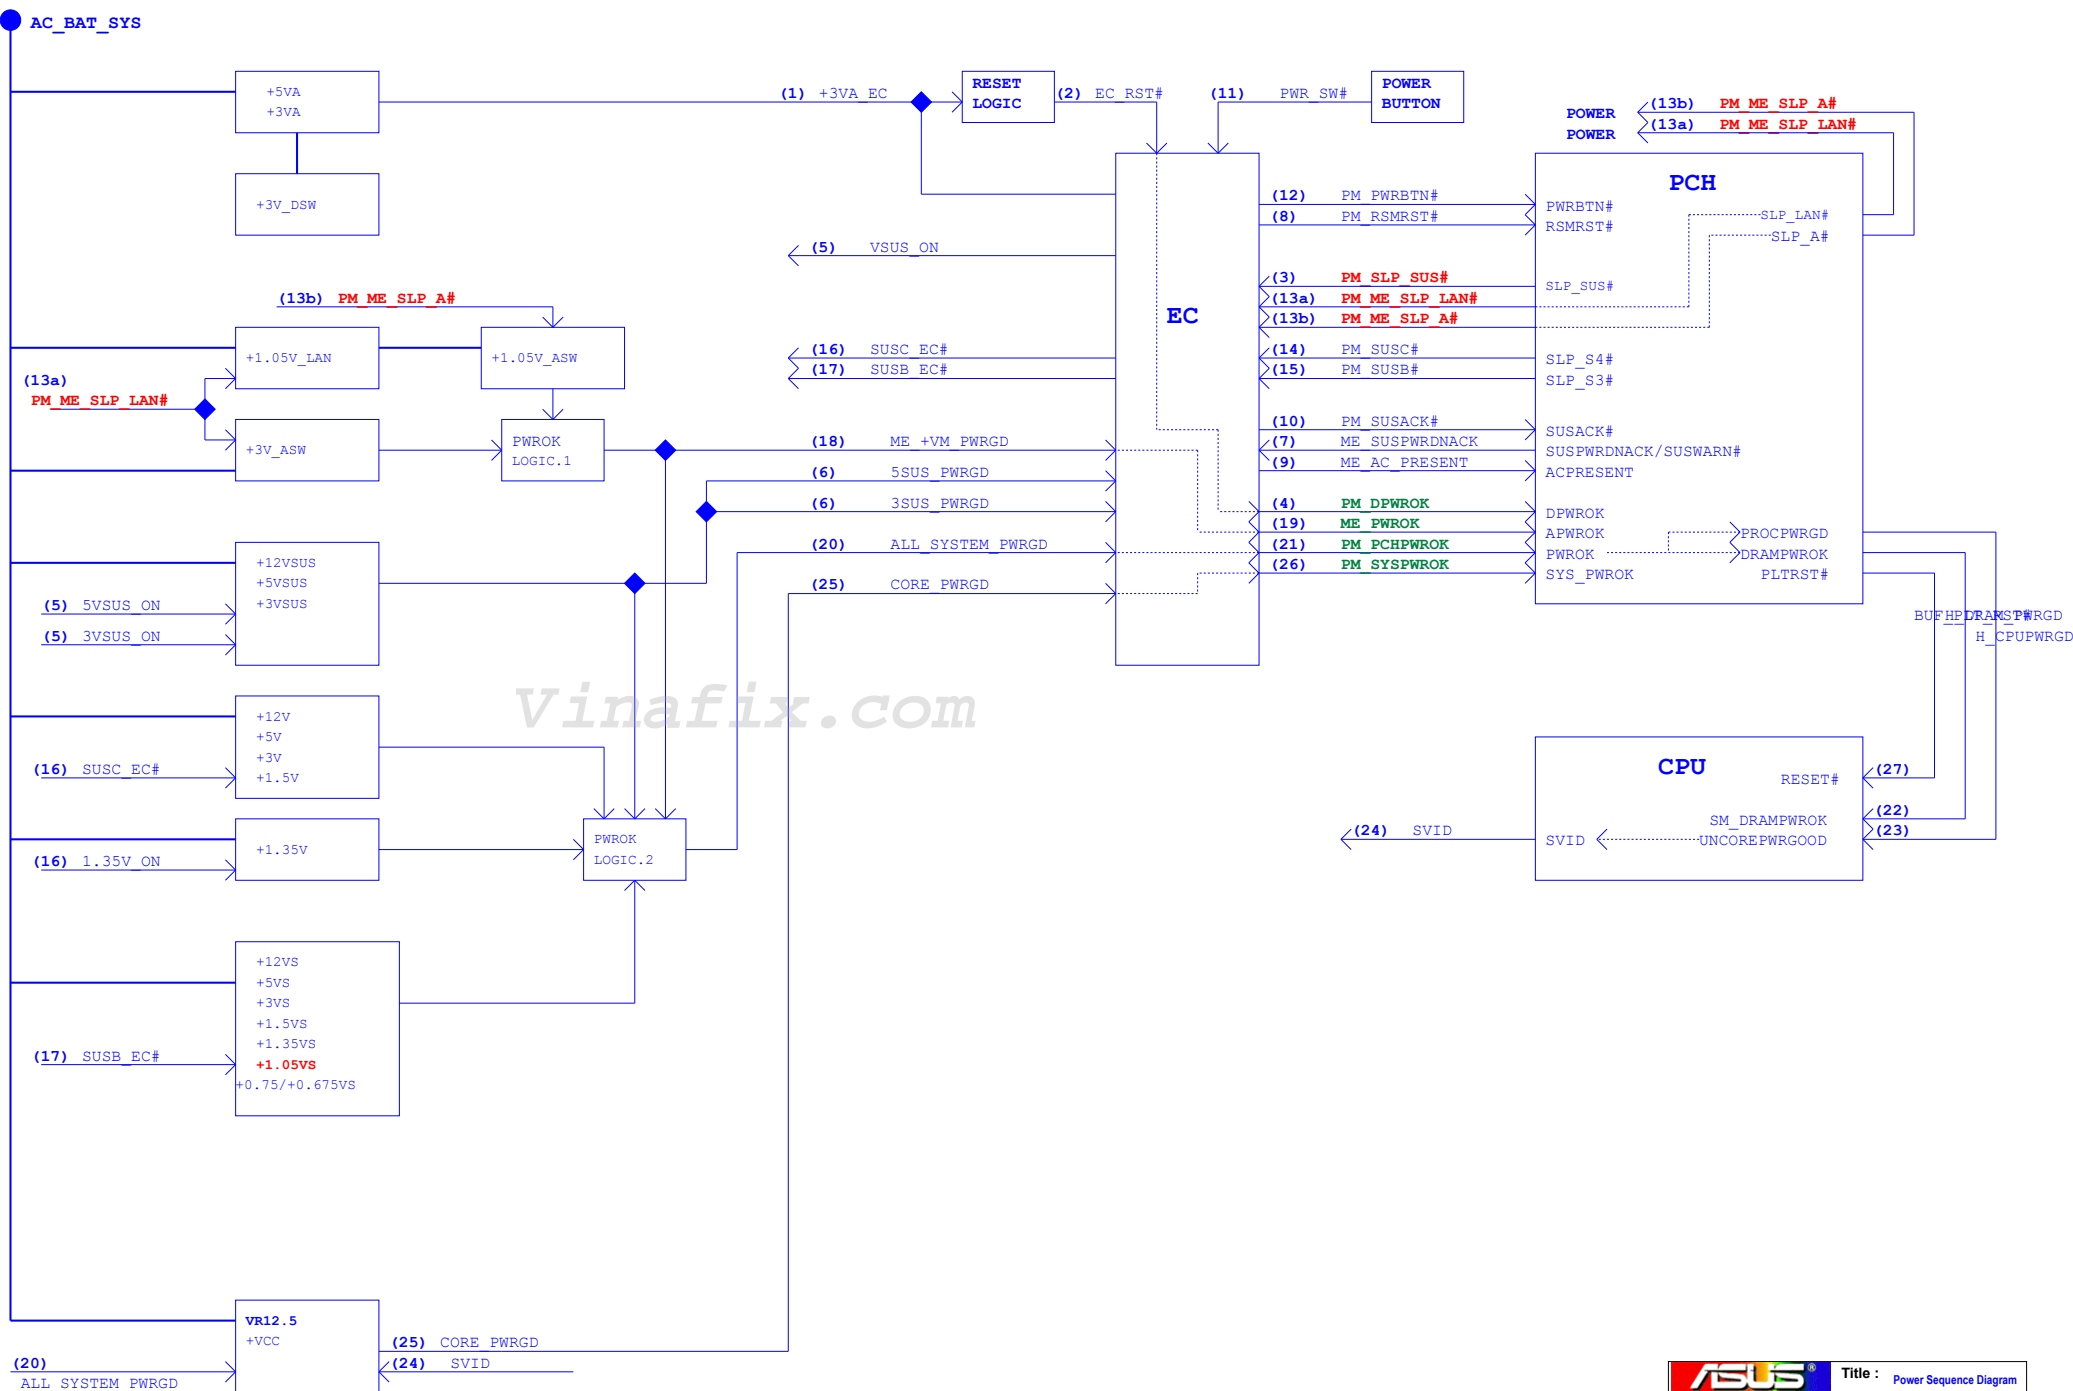 AC_BAT_SYS
+5VA
+3VA
+3V_DSW
(1) +3VA_EC
RESET
LOGIC
(2) EC_RST#
(11) PWR_SW#
POWER
BUTTON
POWER
(13b) PM_ME_SLP_A#
POWER
(13a) PM_ME_SLP_LAN#
PCH
(12) PM_PWRBTN#
PWRBTN#
(8) PM_RSMRST#
RSMRST#
SLP_LAN#
SLP_A#
(5) VSUS_ON
EC
(3) PM_SLP_SUS#
SLP_SUS#
(13a) PM_ME_SLP_LAN#
(13b) PM_ME_SLP_A#
(13b) PM_ME_SLP_A#
+1.05V_LAN
+1.05V_ASW
(13a)
PM_ME_SLP_LAN#
+3V_ASW
PWROK
LOGIC.1
(16) SUSC_EC#
(17) SUSB_EC#
(14) PM_SUSC#
SLP_S4#
(15) PM_SUSB#
SLP_S3#
(10) PM_SUSACK#
SUSACK#
(7) ME_SUSPWRDNACK
SUSPWRDNACK/SUSWARN#
(9) ME_AC_PRESENT
ACPRESENT
(18) ME_+VM_PWRGD
(6) 5SUS_PWRGD
(6) 3SUS_PWRGD
(20) ALL_SYSTEM_PWRGD
(25) CORE_PWRGD
(4) PM_DPWROK
DPWROK
(19) ME_PWROK
APWROK
(21) PM_PCHPWROK
PWROK
(26) PM_SYSPWROK
SYS_PWROK
PROCPWRGD
DRAMPWROK
PLTRST#
H_CPUPWRGD
+12VSUS
+5VSUS
+3VSUS
(5) 5VSUS_ON
(5) 3VSUS_ON
Vinafix.com
+12V
+5V
+3V
+1.5V
(16) SUSC_EC#
+1.35V
(16) 1.35V_ON
PWROK
LOGIC.2
CPU
RESET#
(27)
SM_DRAMPWROK
(22)
UNCOREPWRGOOD
(23)
SVID
(24) SVID
+12VS
+5VS
+3VS
+1.5VS
+1.35VS
+1.05VS
+0.75/+0.675VS
(17) SUSB_EC#
VR12.5
+VCC
(25) CORE_PWRGD
(24) SVID
(20)
ALL_SYSTEM_PWRGD
ASUS®
Title : Power Sequence Diagram